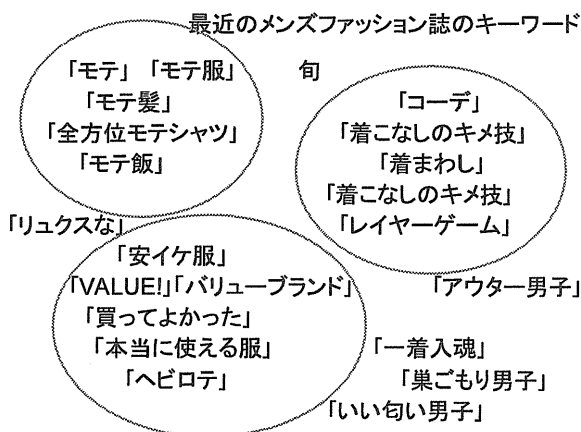 最近のメンズファッション誌のキーワード
「モテ」「モテ服」
「モテ髪」
「全方位モテシャツ」
「モテ飯」
旬
「コーデ」
「着こなしのキメ技」
「着まわし」
「着こなしのキメ技」
「レイヤーゲーム」
「リュクスな」
「安イケ服」
「VALUE!」「バリューブランド」
「買ってよかった」
「本当に使える服」
「ヘビロテ」
「アウター男子」
「一着入魂」
「巣ごもり男子」
「いい匂い男子」